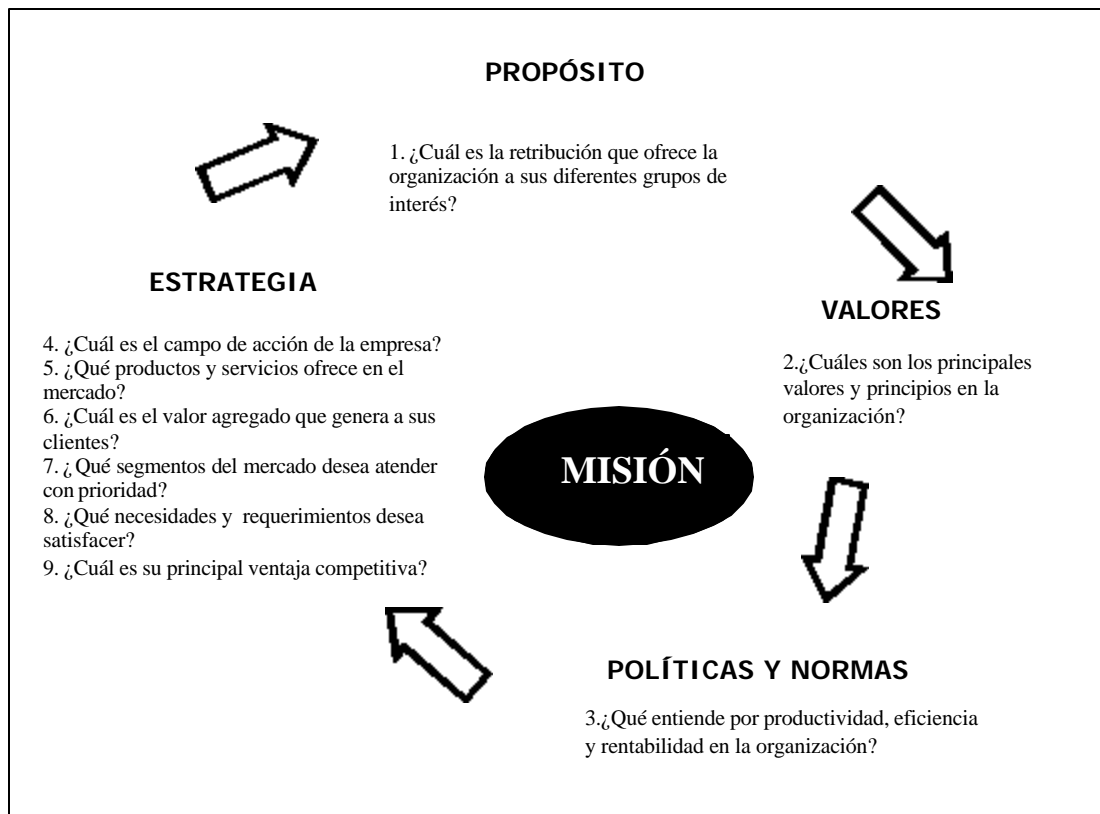 PROPÓSITO
1. ¿Cuál es la retribución que ofrece la
organización a sus diferentes grupos de
interés?
VALORES
2.¿Cuáles son los principales
valores y principios en la
organización?
POLÍTICAS Y NORMAS
3.¿Qué entiende por productividad, eficiencia
y rentabilidad en la organización?
ESTRATEGIA
4. ¿Cuál es el campo de acción de la empresa?
5. ¿Qué productos y servicios ofrece en el
mercado?
6. ¿Cuál es el valor agregado que genera a sus
clientes?
7. ¿Qué segmentos del mercado desea atender
con prioridad?
8. ¿Qué necesidades y requerimientos desea
satisfacer?
9. ¿Cuál es su principal ventaja competitiva?
MISIÓN